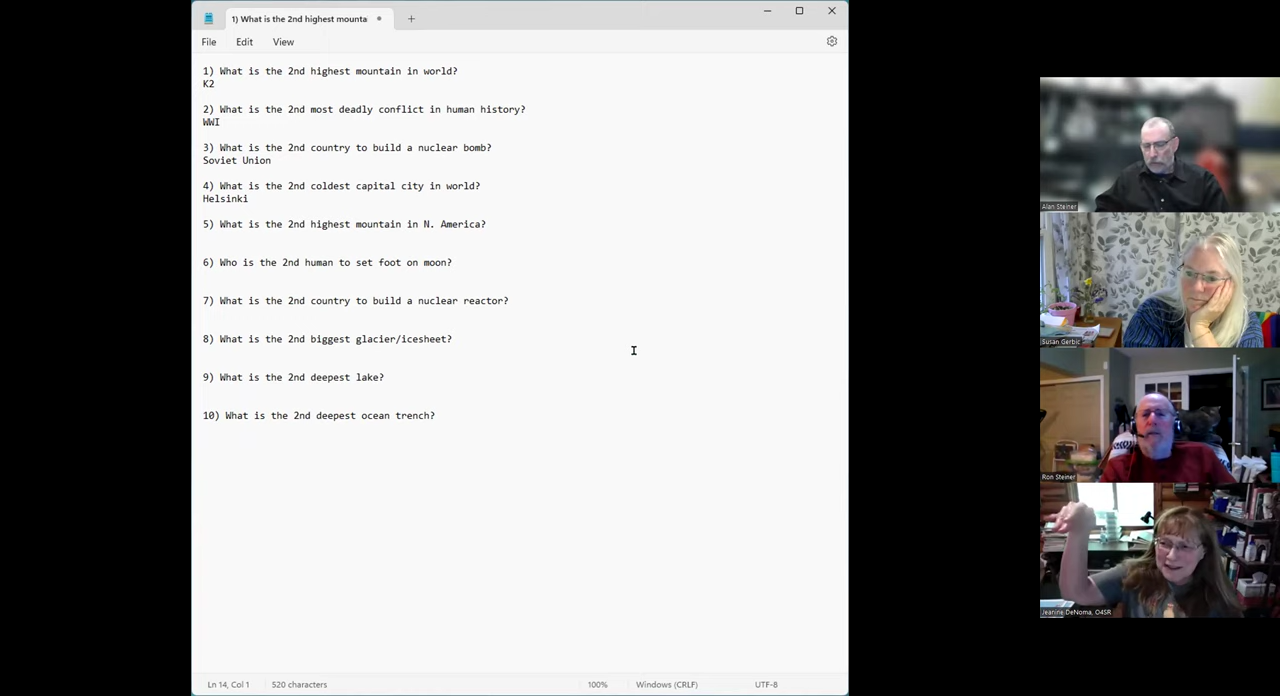 1) What is the 2nd highest mounta
File
Edit
View
1) What is the 2nd highest mountain in world?
K2
2) What is the 2nd most deadly conflict in human history?
WWI
3) What is the 2nd country to build a nuclear bomb?
Soviet Union
4) What is the 2nd coldest capital city in world?
Helsinki
5) What is the 2nd highest mountain in N. America?
6) Who is the 2nd human to set foot on moon?
7) What is the 2nd country to build a nuclear reactor?
8) What is the 2nd biggest glacier/icesheet?
9) What is the 2nd deepest lake?
10) What is the 2nd deepest ocean trench?
Ln 14, Col 1
520 characters
100%
Windows (CRLF)
UTF-8
Alan Steiner
Susan Gerbic
Ron Steiner
Jeanine DeNoma, O4SR